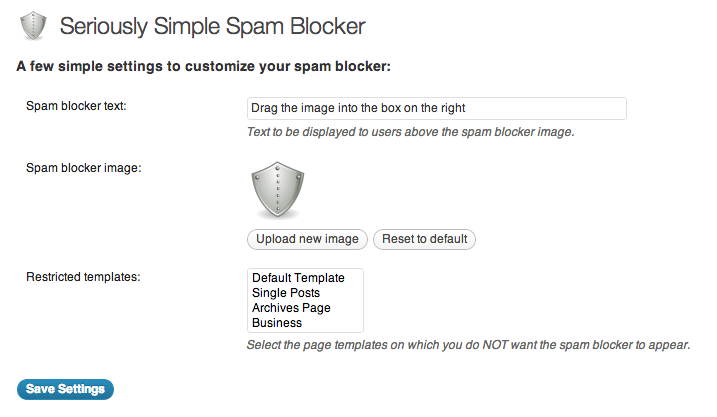 Seriously Simple Spam Blocker
A few simple settings to customize your spam blocker:
Spam blocker text:
Drag the image into the box on the right
Text to be displayed to users above the spam blocker image.
Spam blocker image:
Upload new image
Reset to default
Restricted templates:
Default Template
Single Posts
Archives Page
Business
Select the page templates on which you do NOT want the spam blocker to appear.
Save Settings